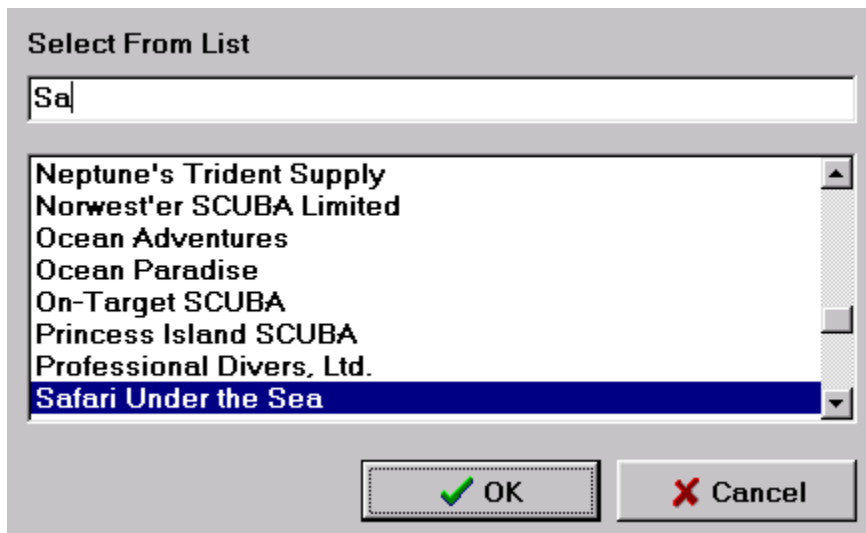 Select From List
Sa
Neptune's Trident Supply
Norwest'er SCUBA Limited
Ocean Adventures
Ocean Paradise
On-Target SCUBA
Princess Island SCUBA
Professional Divers, Ltd.
Safari Under the Sea
OK Cancel